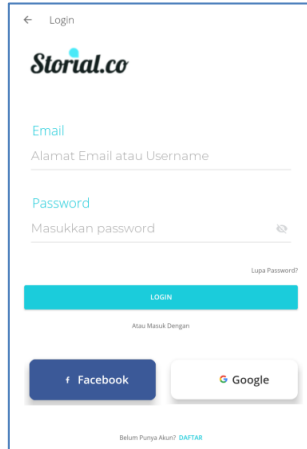 Login
Storial.co
Email
Alamat Email atau Username
Password
Masukkan password
Lupa Password?
LOGIN
Atau Masuk Dengan
f Facebook
G Google
Belum Punya Akun? DAFTAR